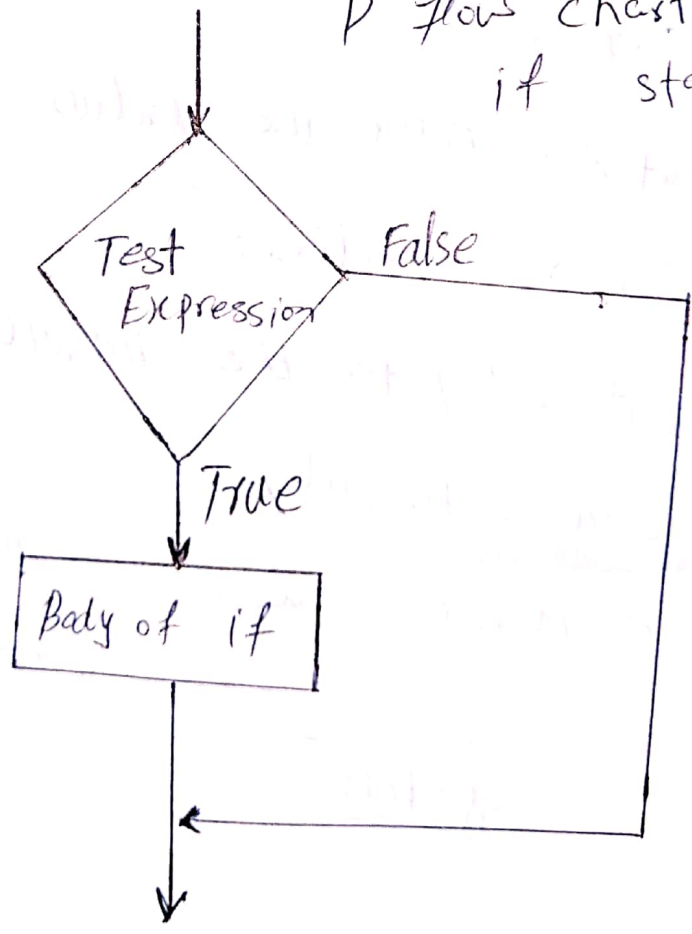 Flow chart
if
Test
Expression
False
True
Body of if